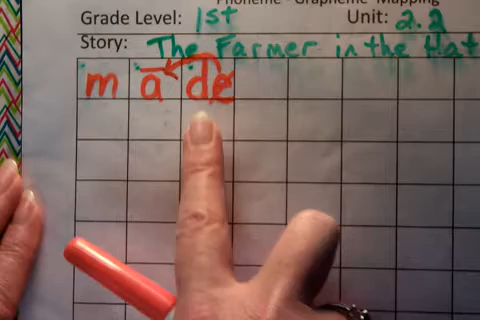 Phoneme - Grapheme Mapping
Grade Level: 1st Unit: 2.2
Story: The Farmer in the Hat
m a de